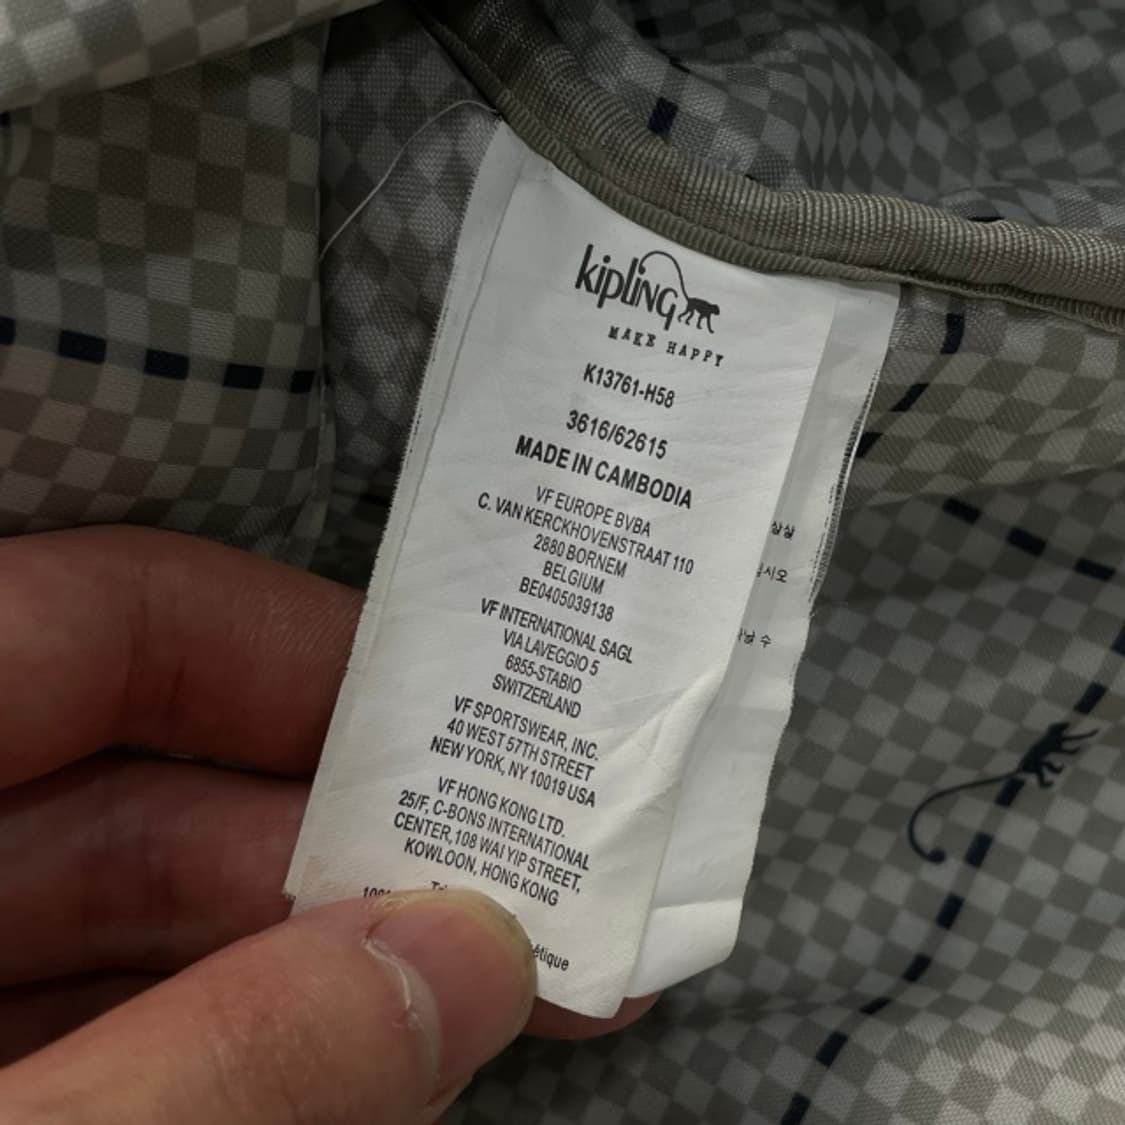 kipling
MAKE HAPPY
K13761-H58
3616/62615
MADE IN CAMBODIA
VF EUROPE BVBA
C. VAN KERCKHOVENSTRAAT 110
2880 BORNEM
BELGIUM
BE0405039138
VF INTERNATIONAL SAGL
VIA LAVEGGIO 5
6855-STABIO
SWITZERLAND
VF SPORTSWEAR, INC.
40 WEST 57TH STREET
NEW YORK, NY 10019 USA
VF HONG KONG LTD.
25/F, C-BONS INTERNATIONAL
CENTER, 108 WAI YIP STREET,
KOWLOON, HONG KONG